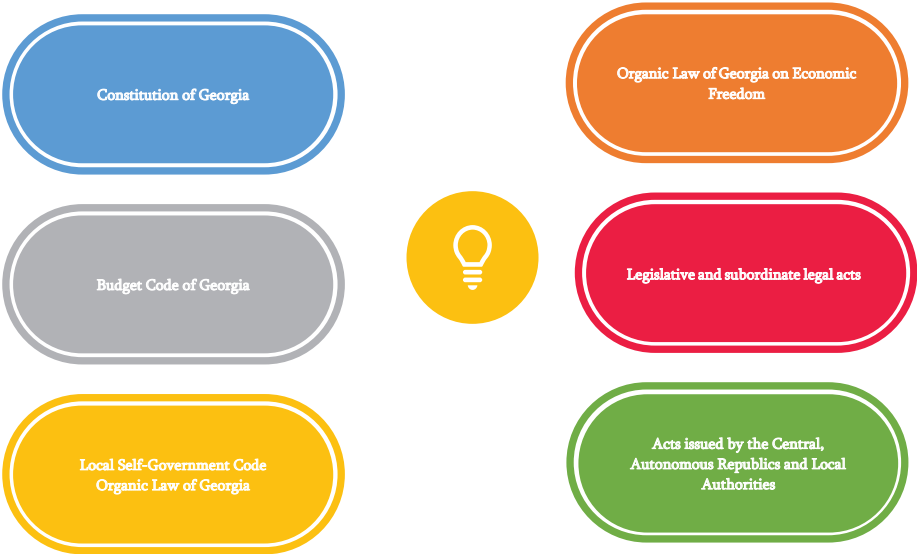 Constitution of Georgia
Budget Code of Georgia
Local Self-Government Code
Organic Law of Georgia
Organic Law of Georgia on Economic
Freedom
Legislative and subordinate legal acts
Acts issued by the Central,
Autonomous Republics and Local
Authorities